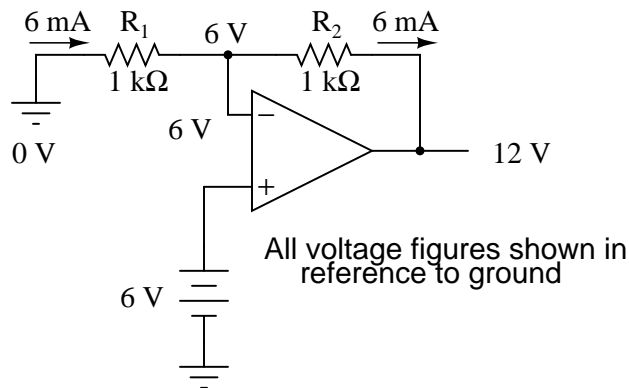 6 mA R₁ 6 V R₂ 6 mA
1 kΩ 1 kΩ
6 V −
0 V 12 V
+
All voltage figures shown in
reference to ground
6 V